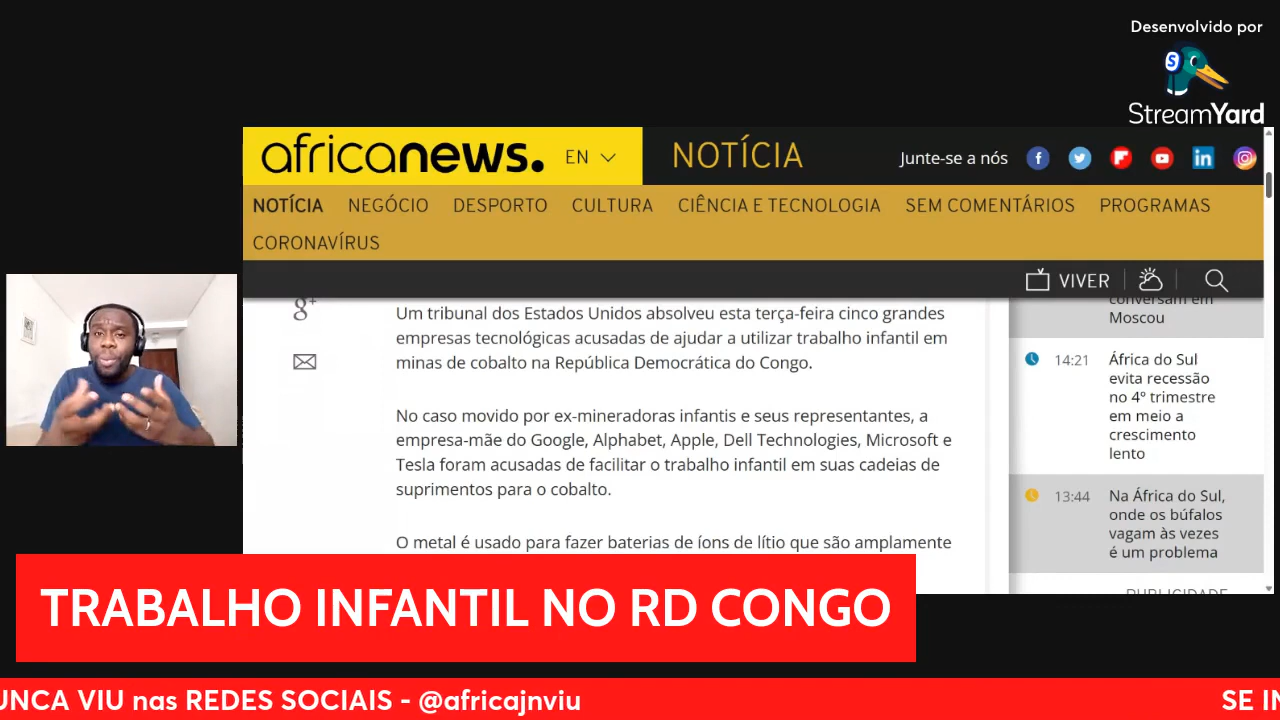 Desenvolvido por
StreamYard
africanews.
EN
NOTÍCIA
Junte-se a nós
NOTÍCIA NEGÓCIO DESPORTO CULTURA CIÊNCIA E TECNOLOGIA SEM COMENTÁRIOS PROGRAMAS
CORONAVÍRUS
VIVER
g+
Um tribunal dos Estados Unidos absolveu esta terça-feira cinco grandes
empresas tecnológicas acusadas de ajudar a utilizar trabalho infantil em
minas de cobalto na República Democrática do Congo.
No caso movido por ex-mineradoras infantis e seus representantes, a
empresa-mãe do Google, Alphabet, Apple, Dell Technologies, Microsoft e
Tesla foram acusadas de facilitar o trabalho infantil em suas cadeias de
suprimentos para o cobalto.
O metal é usado para fazer baterias de íons de lítio que são amplamente
conversam em
Moscou
14:21
África do Sul
evita recessão
no 4º trimestre
em meio a
crescimento
lento
13:44
Na África do Sul,
onde os búfalos
vagam às vezes
é um problema
PUBLICIDADE
TRABALHO INFANTIL NO RD CONGO
UNCA VIU nas REDES SOCIAIS - @africajnviu
SE IN